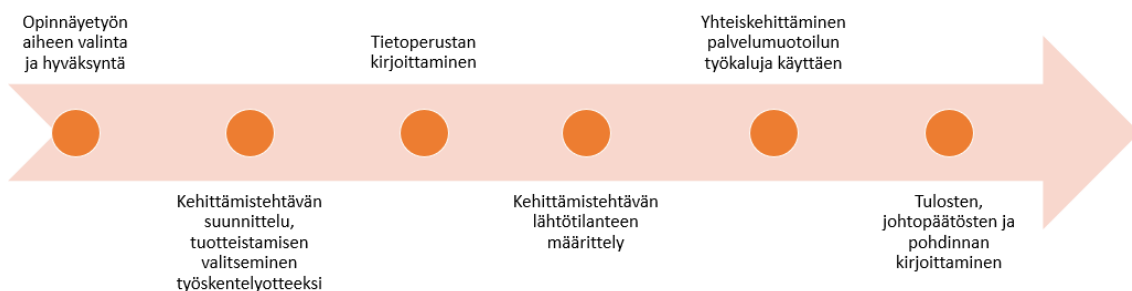 Opinnäyetyön
aiheen valinta
ja hyväksyntä
Kehittämistehtävän
suunnittelu,
tuotteistamisen
valitseminen
työskentelyotteeksi
Tietoperustan
kirjoittaminen
Kehittämistehtävän
lähtötilanteen
määrittely
Yhteiskehittäminen
palvelumuotoilun
työkaluja käyttäen
Tulosten,
johtopäätösten ja
pohdinnan
kirjoittaminen